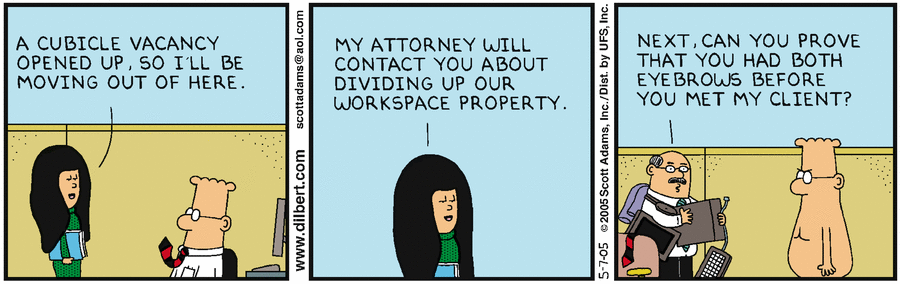 A CUBICLE VACANCY
OPENED UP, SO I'LL BE
MOVING OUT OF HERE.
www.dilbert.com
scottadams@aol.com
MY ATTORNEY WILL
CONTACT YOU ABOUT
DIVIDING UP OUR
WORKSPACE PROPERTY.
5-7-05 © 2005 Scott Adams, Inc./Dist. by UFS, Inc.
NEXT, CAN YOU PROVE
THAT YOU HAD BOTH
EYEBROWS BEFORE
YOU MET MY CLIENT?